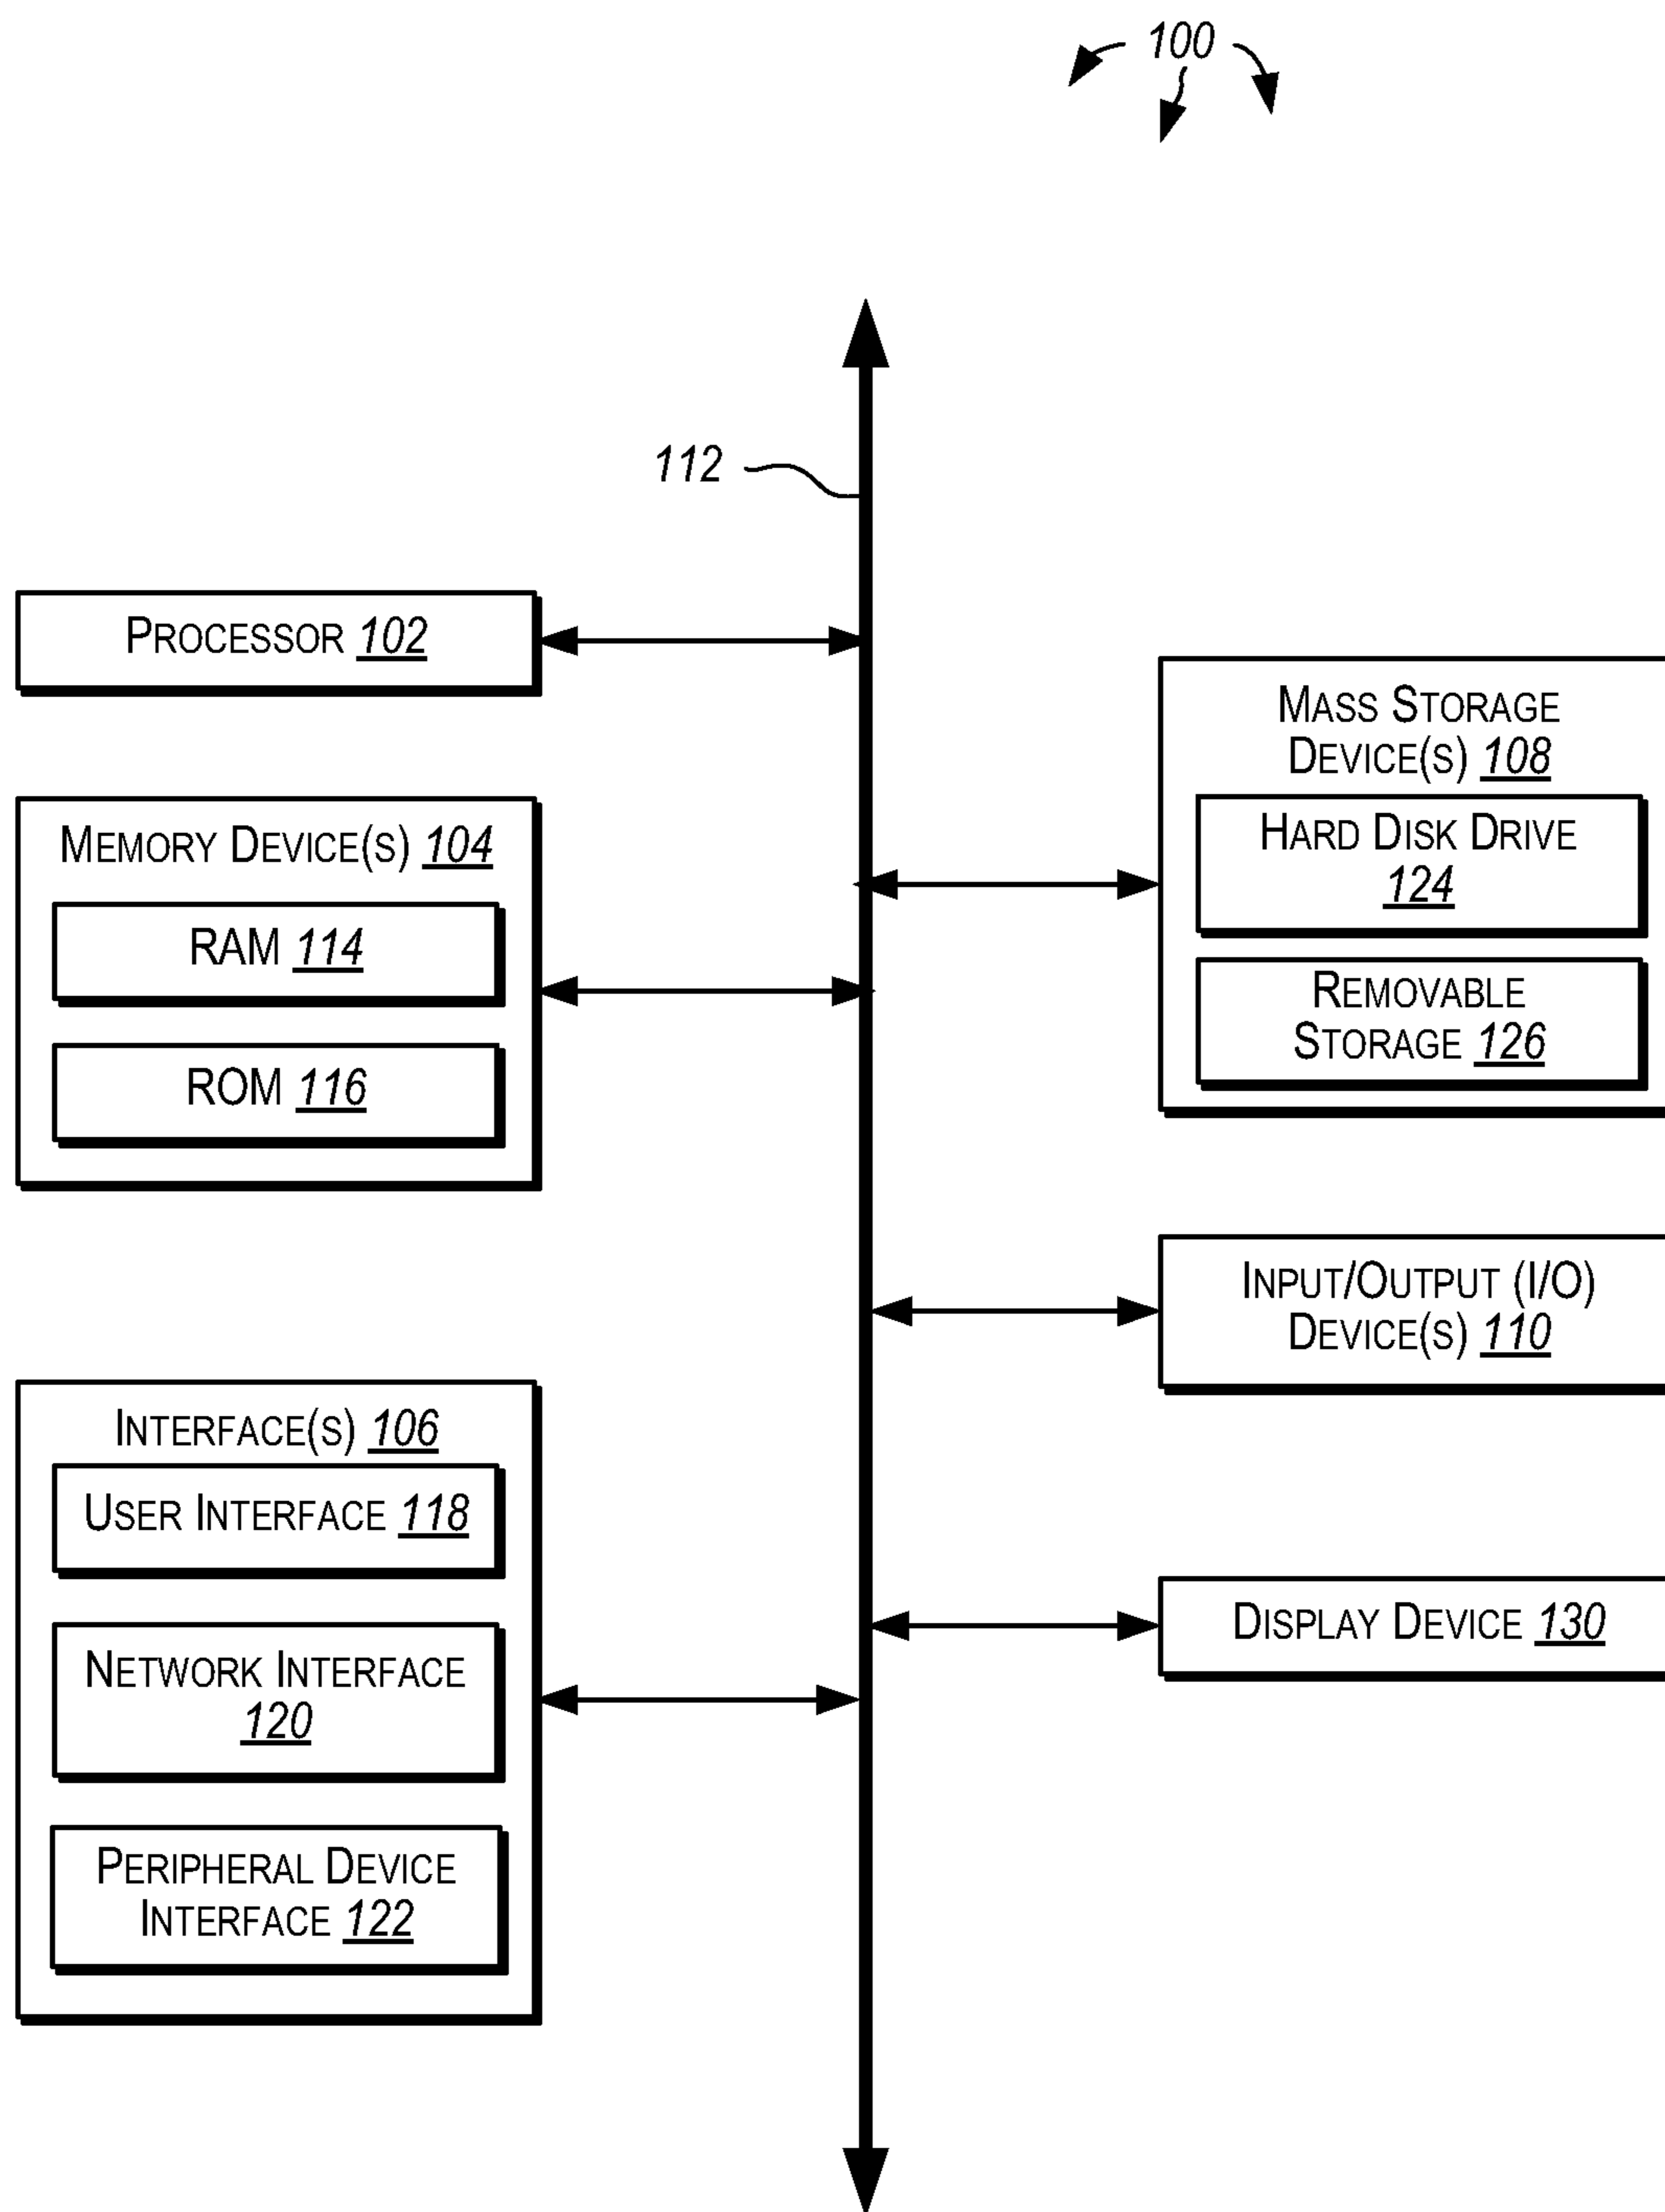 100
112
PROCESSOR 102
MEMORY DEVICE(S) 104
RAM 114
ROM 116
INTERFACE(S) 106
USER INTERFACE 118
NETWORK INTERFACE
120
PERIPHERAL DEVICE
INTERFACE 122
MASS STORAGE
DEVICE(S) 108
HARD DISK DRIVE
124
REMOVABLE
STORAGE 126
INPUT/OUTPUT (I/O)
DEVICE(S) 110
DISPLAY DEVICE 130